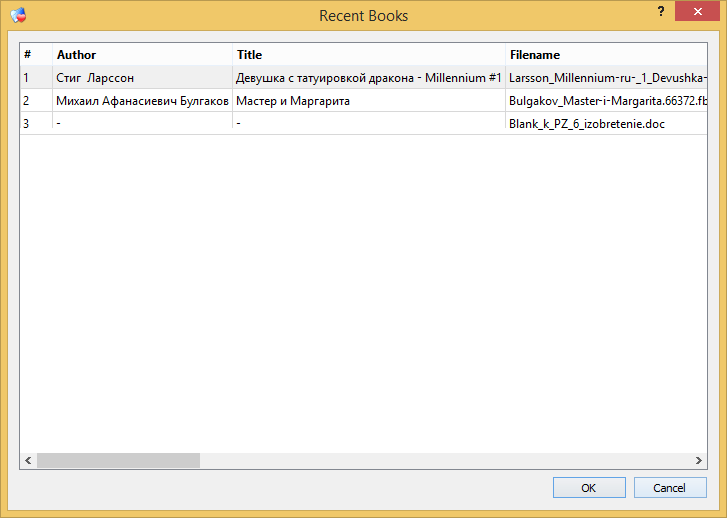 Recent Books
?
# Author Title Filename
1 Стиг Ларссон Девушка с татуировкой дракона - Millennium #1 Larsson_Millennium-ru-_1_Devushka-
2 Михаил Афанасиевич Булгаков Мастер и Маргарита Bulgakov_Master-i-Margarita.66372.fb
3 - - Blank_k_PZ_6_izobretenie.doc
OK Cancel